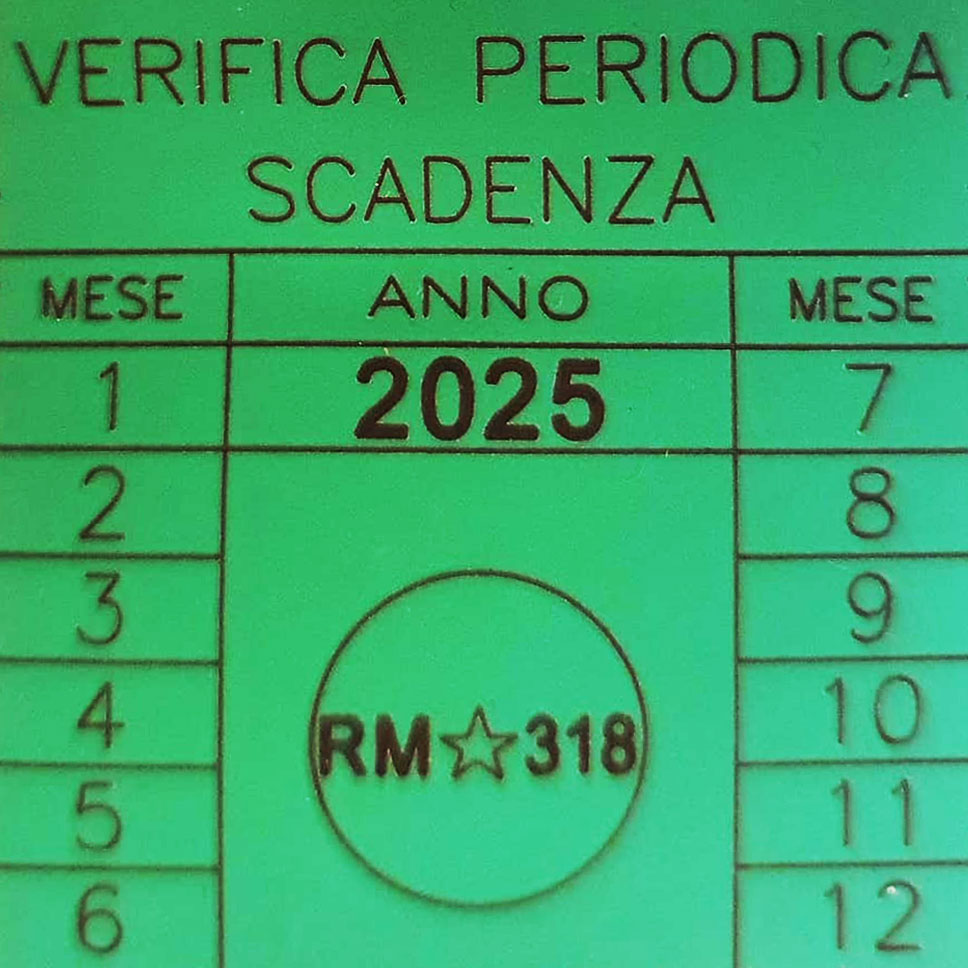 VERIFICA PERIODICA
SCADENZA
MESE ANNO MESE
1 2025 7
2 8
3 9
4 RM☆318 10
5 11
6 12